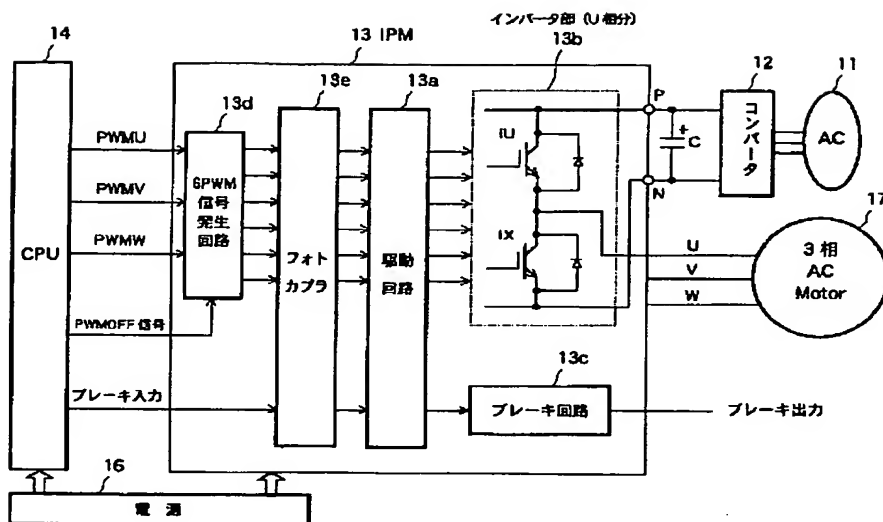 インバータ部 (U相分)
14
13 IPM
13b
12
11
13d
13e
13a
P
PWMU
PWMV
PWMW
CPU
6PWM
信号
発生
回路
フォト
カプラ
駆動
回路
iU
iX
+
C
N
コンバータ
AC
17
U
V
W
3相
AC
Motor
PWMOFF 信号
ブレーキ入力
13c
ブレーキ回路
ブレーキ出力
16
電源